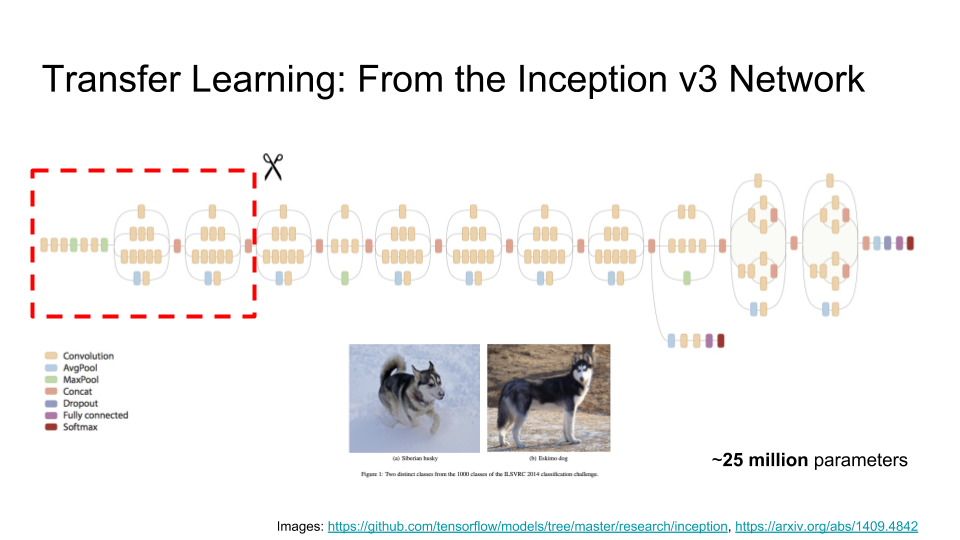 Transfer Learning: From the Inception v3 Network
Convolution
AvgPool
MaxPool
Concat
Dropout
Fully connected
Softmax
(a) Siberian husky
(b) Eskimo dog
Figure 1: Two distinct classes from the 1000 classes of the ILSVRC 2014 classification challenge.
~25 million parameters
Images: https://github.com/tensorflow/models/tree/master/research/inception, https://arxiv.org/abs/1409.4842